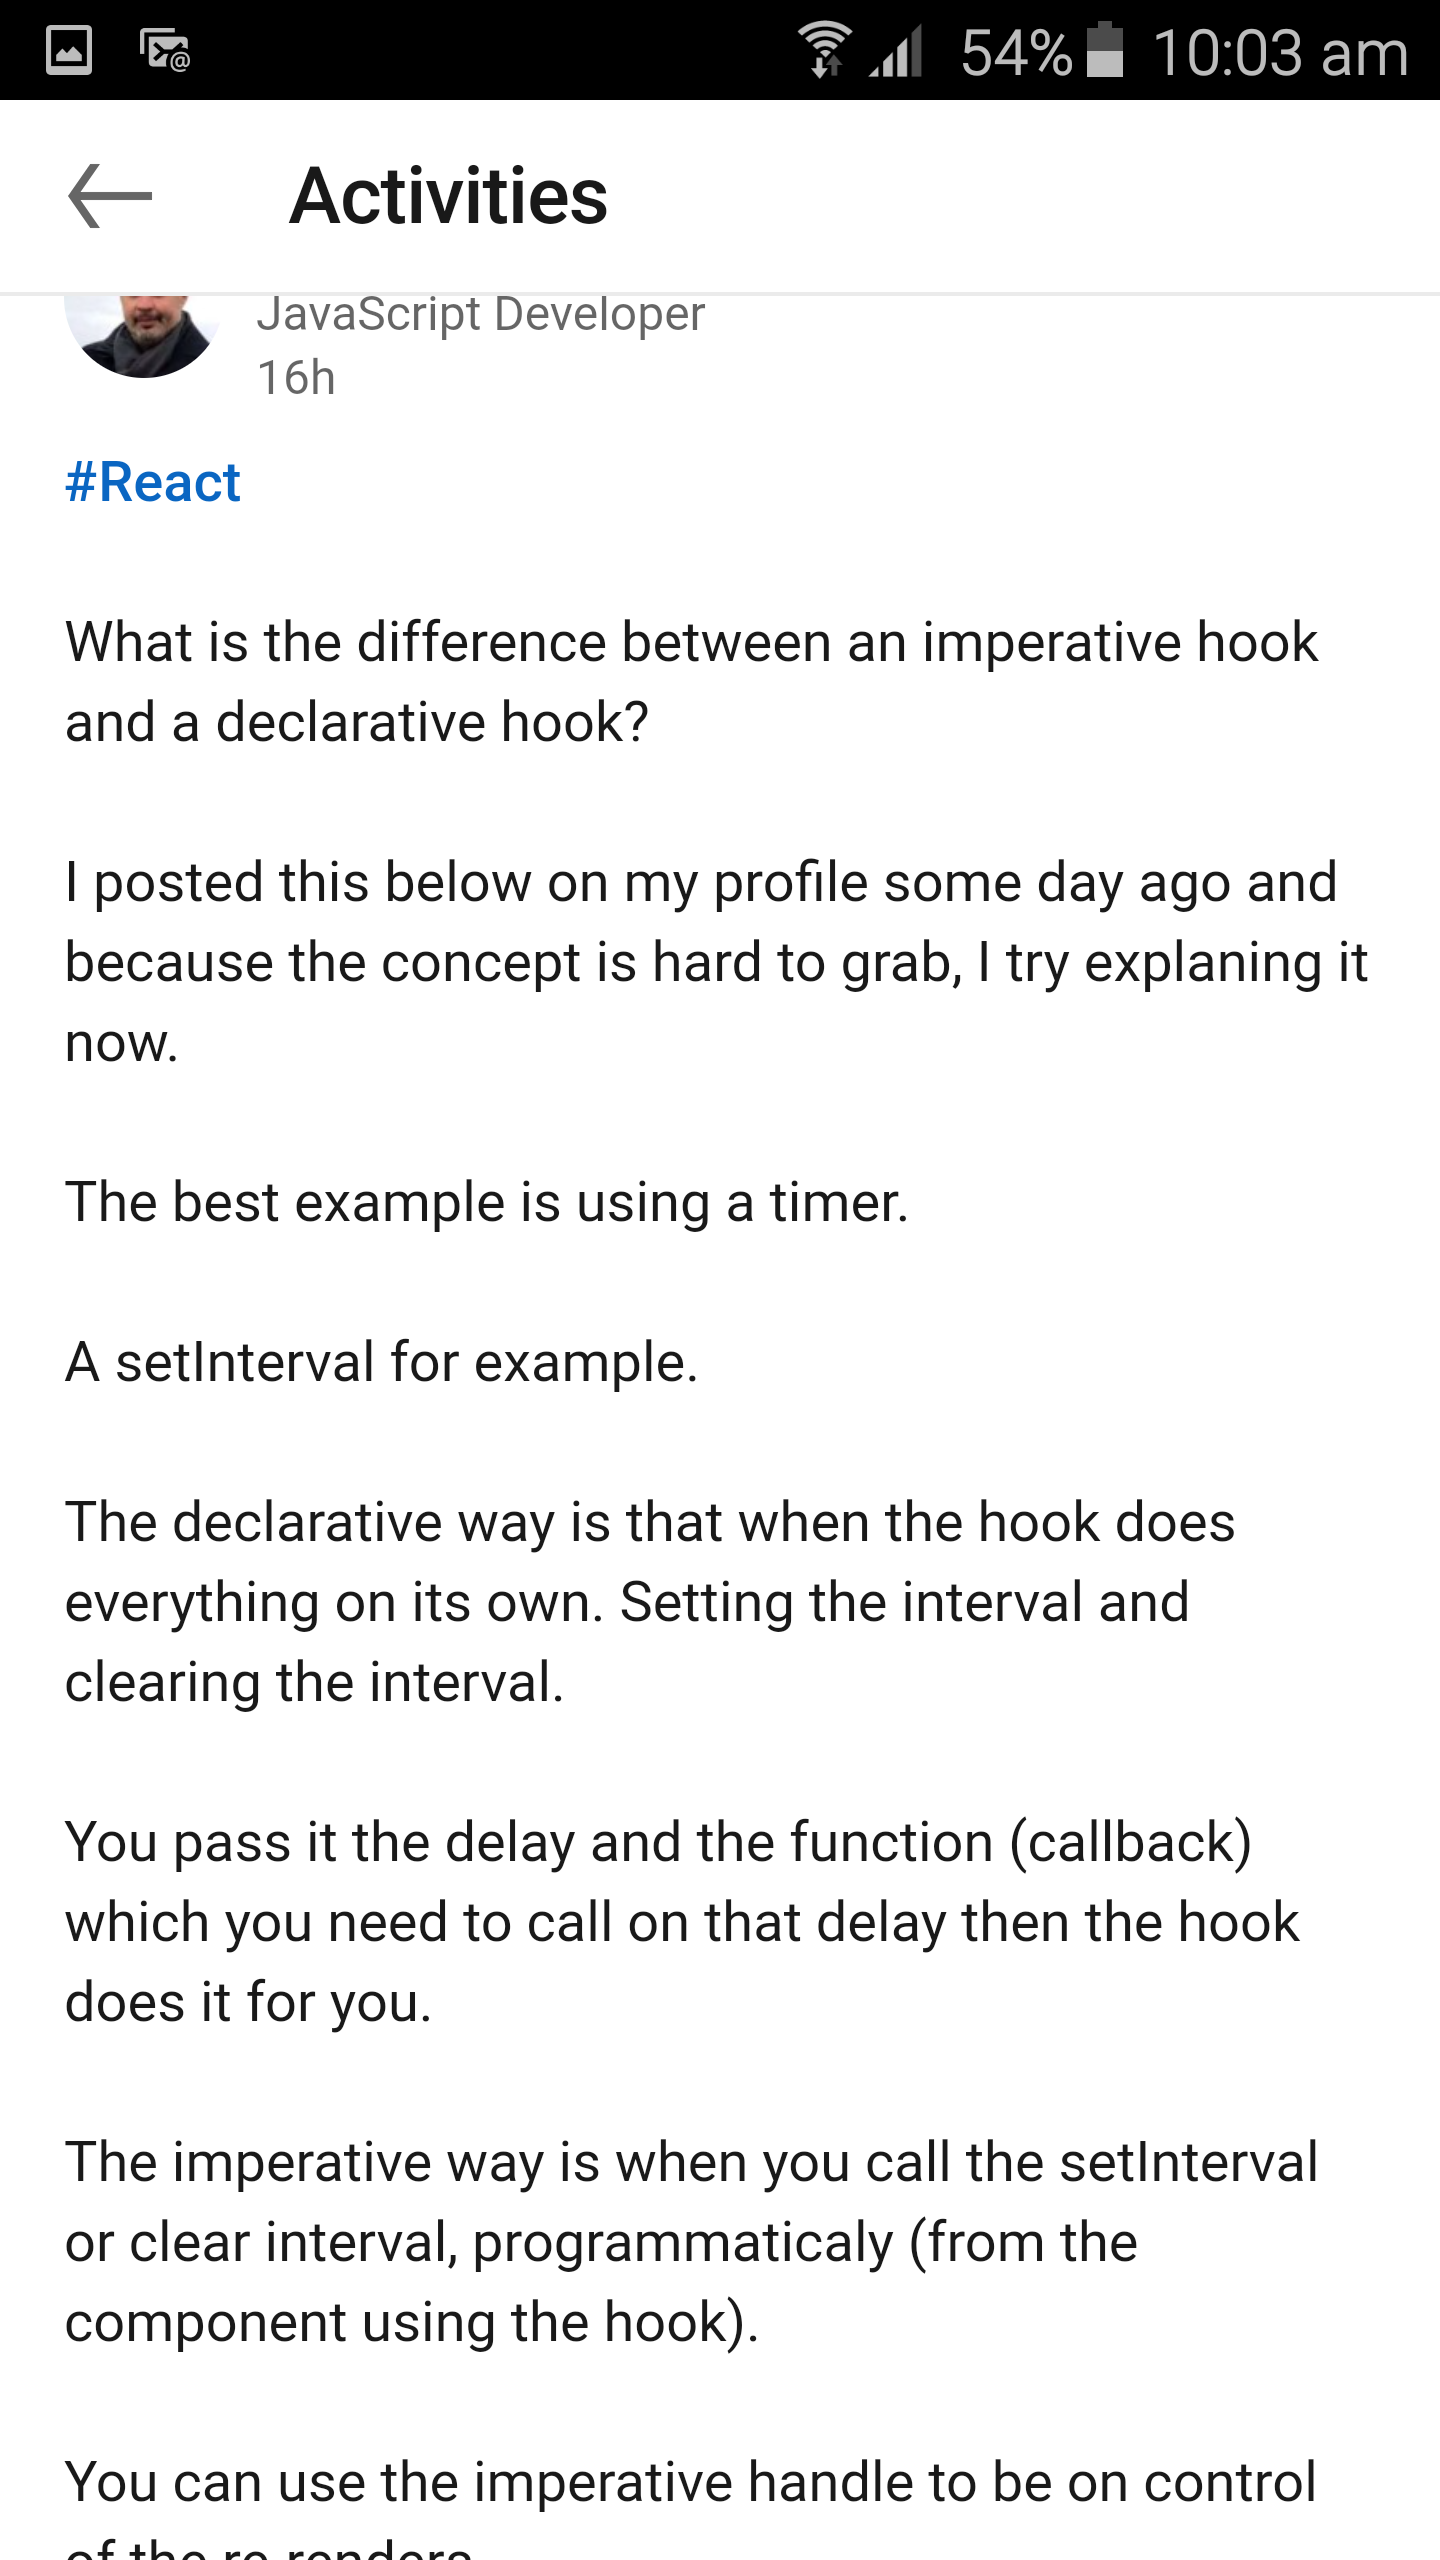 54% 10:03 am
Activities
JavaScript Developer
16h
#React
What is the difference between an imperative hook
and a declarative hook?
I posted this below on my profile some day ago and
because the concept is hard to grab, I try explaning it
now.
The best example is using a timer.
A setInterval for example.
The declarative way is that when the hook does
everything on its own. Setting the interval and
clearing the interval.
You pass it the delay and the function (callback)
which you need to call on that delay then the hook
does it for you.
The imperative way is when you call the setInterval
or clear interval, programmaticaly (from the
component using the hook).
You can use the imperative handle to be on control
of the re-renders